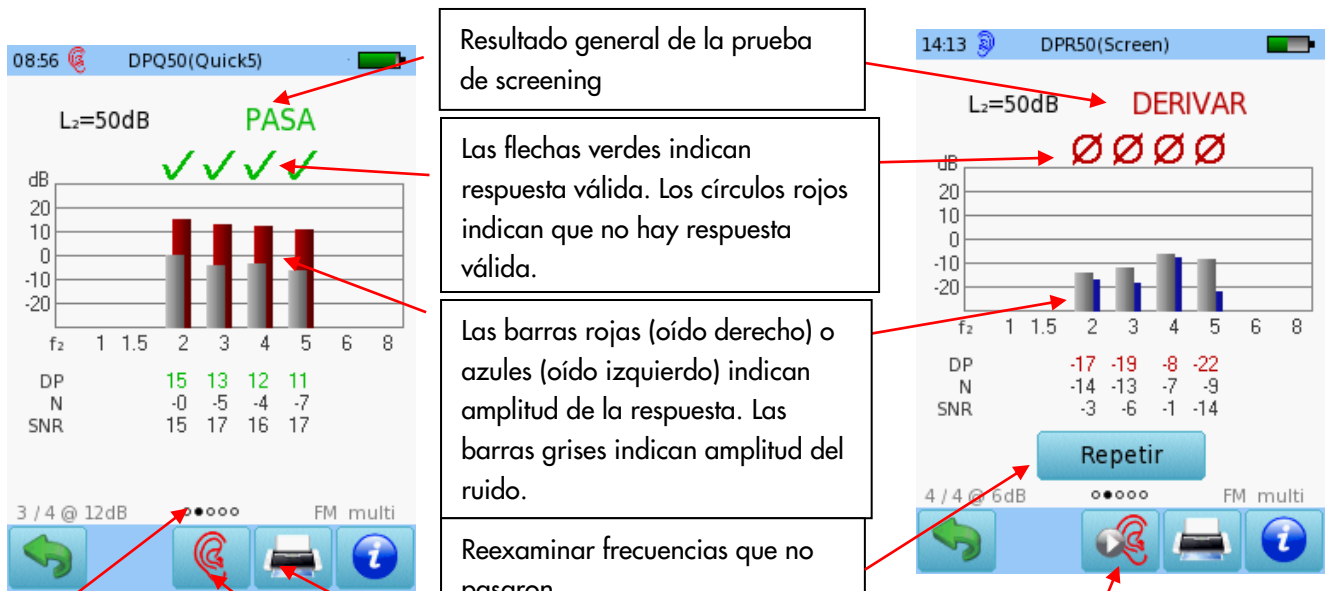 08:56 DPQ50(Quick5)
L₂=50dB PASA
dB
20
10
0
-10
-20
f₂ 1 1.5 2 3 4 5 6 8
DP 15 13 12 11
N -0 -5 -4 -7
SNR 15 17 16 17
3 / 4 @ 12dB FM multi
Resultado general de la prueba
de screening
Las flechas verdes indican
respuesta válida. Los círculos rojos
indican que no hay respuesta
válida.
Las barras rojas (oído derecho) o
azules (oído izquierdo) indican
amplitud de la respuesta. Las
barras grises indican amplitud del
ruido.
Reexaminar frecuencias que no
pasaron
14:13 DPR50(Screen)
L₂=50dB DERIVAR
dB
20
10
0
-10
-20
f₂ 1 1.5 2 3 4 5 6 8
DP -17 -19 -8 -22
N -14 -13 -7 -9
SNR -3 -6 -1 -14
Repetir
4 / 4 @ 6dB FM multi